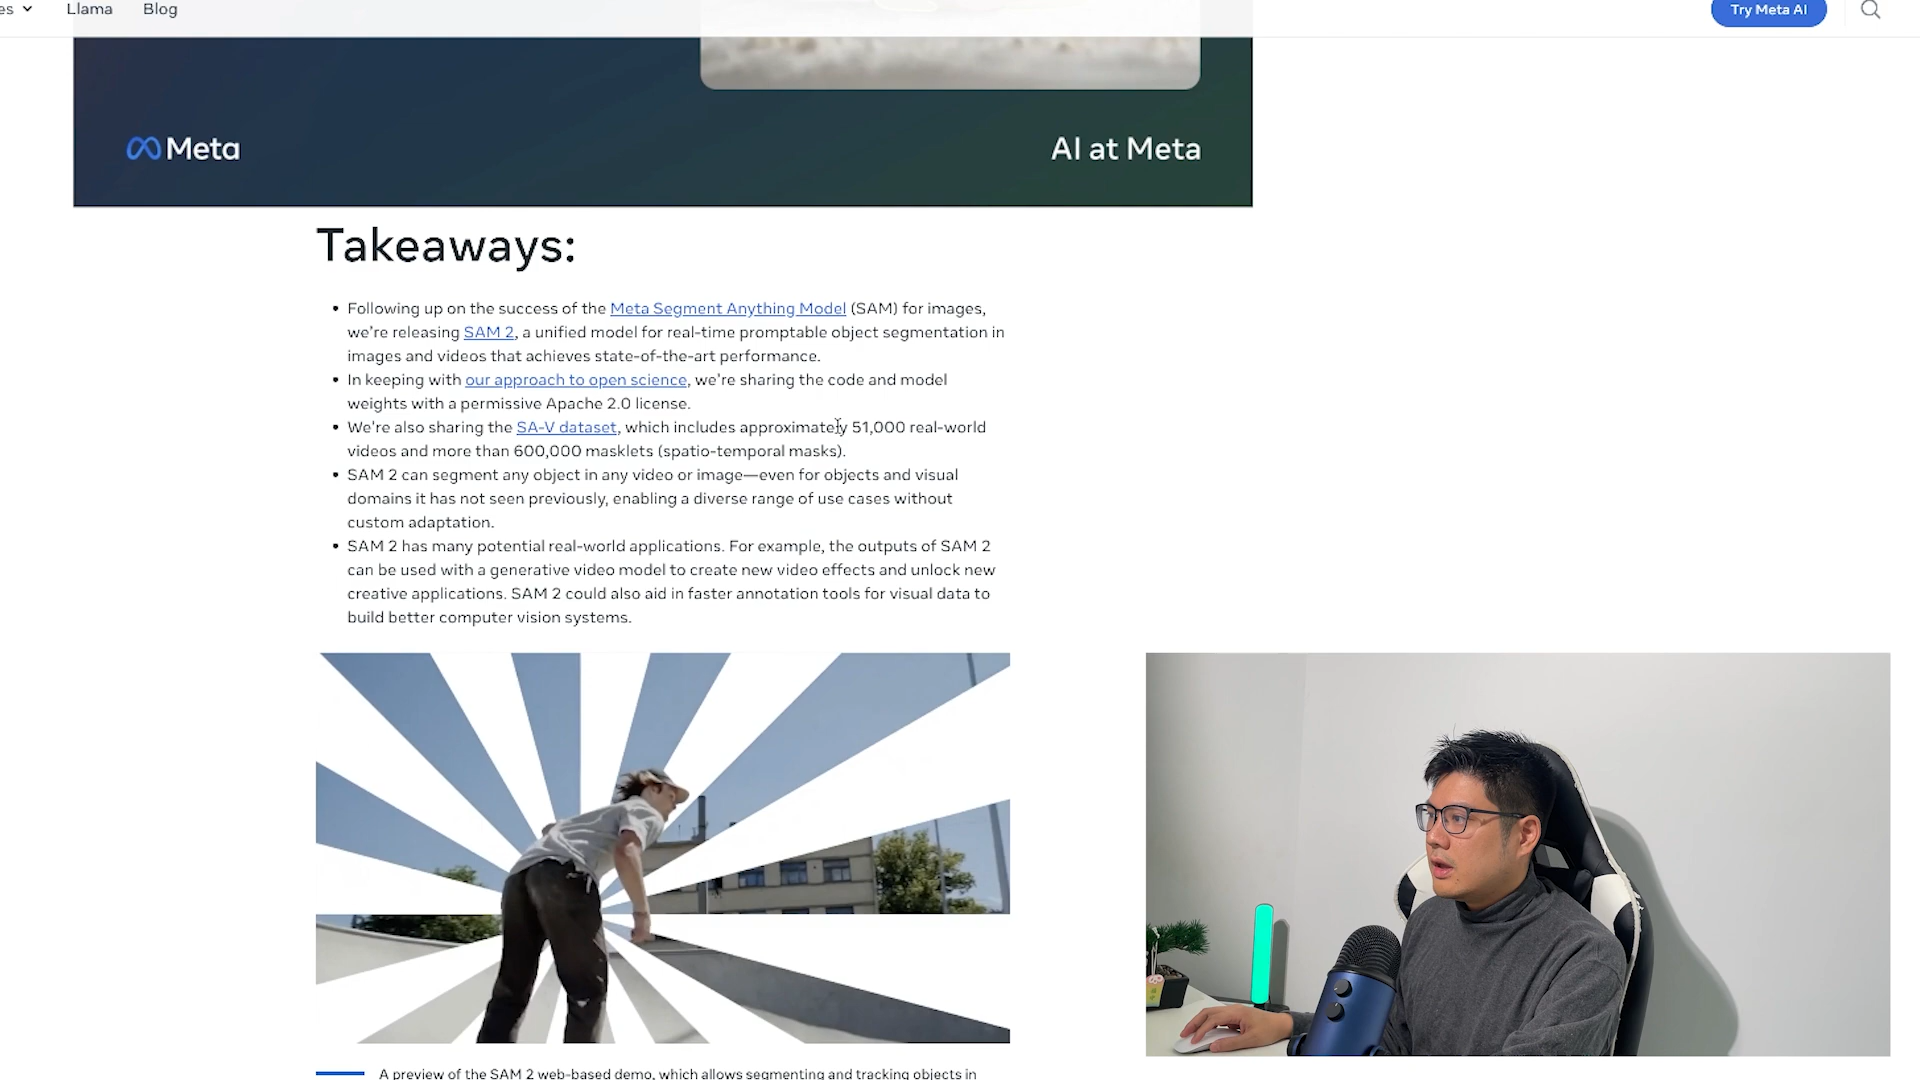 es
Llama
Blog
Try Meta AI
Meta
AI at Meta
Takeaways:
• Following up on the success of the Meta Segment Anything Model (SAM) for images,
we're releasing SAM 2, a unified model for real-time promptable object segmentation in
images and videos that achieves state-of-the-art performance.
• In keeping with our approach to open science, we're sharing the code and model
weights with a permissive Apache 2.0 license.
• We're also sharing the SA-V dataset, which includes approximately 51,000 real-world
videos and more than 600,000 masklets (spatio-temporal masks).
• SAM 2 can segment any object in any video or image—even for objects and visual
domains it has not seen previously, enabling a diverse range of use cases without
custom adaptation.
• SAM 2 has many potential real-world applications. For example, the outputs of SAM 2
can be used with a generative video model to create new video effects and unlock new
creative applications. SAM 2 could also aid in faster annotation tools for visual data to
build better computer vision systems.
A preview of the SAM 2 web-based demo, which allows segmenting and tracking objects in